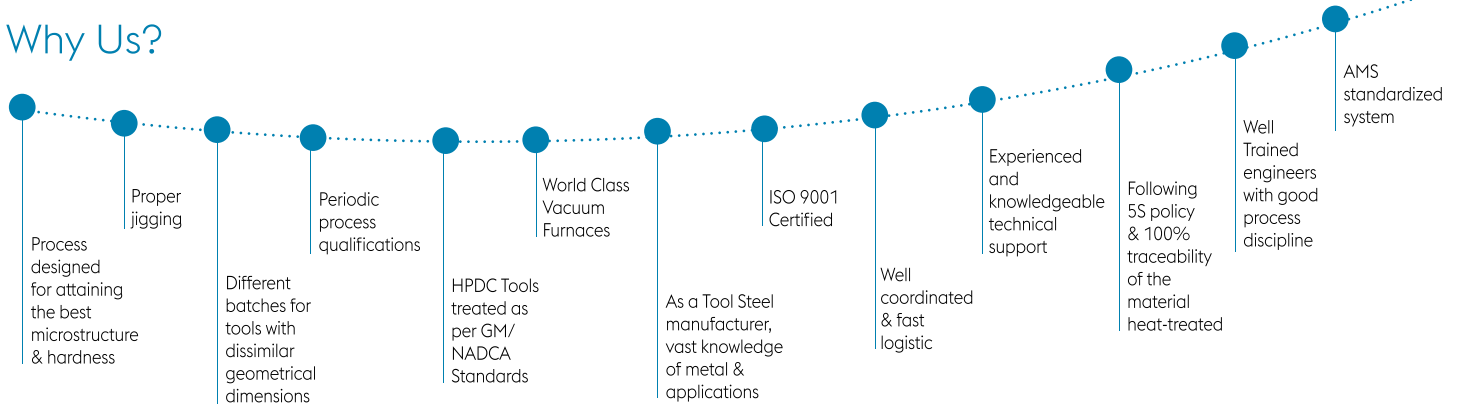 Why Us?
Process
designed
for attaining
the best
microstructure
& hardness
Proper
jigging
Different
batches for
tools with
dissimilar
geometrical
dimensions
Periodic
process
qualifications
HPDC Tools
treated as
per GM/
NADCA
Standards
World Class
Vacuum
Furnaces
As a Tool Steel
manufacturer,
vast knowledge
of metal &
applications
ISO 9001
Certified
Well
coordinated
& fast
logistic
Experienced
and
knowledgeable
technical
support
Following
5S policy
& 100%
traceability
of the
material
heat-treated
Well
Trained
engineers
with good
process
discipline
AMS
standardized
system